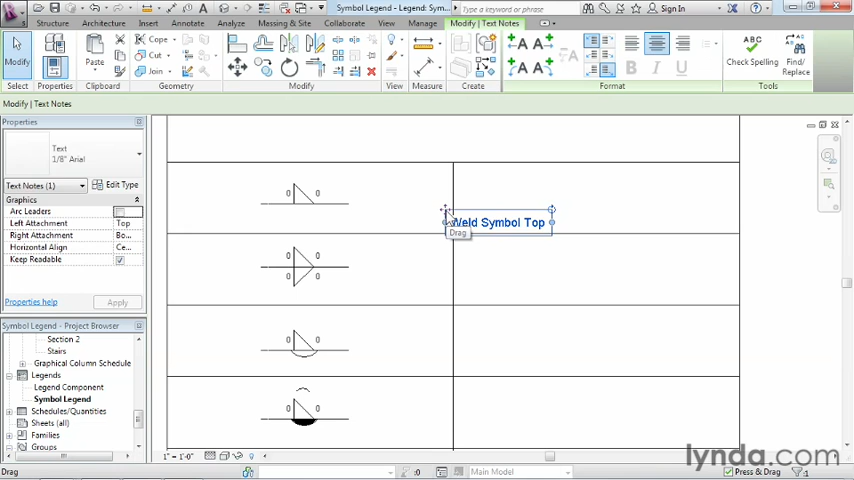 Symbol Legend - Legend: Sym...
Sign In
Structure Architecture Insert Annotate Analyze Massing & Site Collaborate View Manage Modify | Text Notes
Cope
Cut
Join
Modify Paste
ABC
Check Spelling Find/
Replace
Select Properties Clipboard Geometry Modify View Measure Create Format Tools
Modify | Text Notes
Properties
Text
1/8" Arial
Text Notes (1) Edit Type
Graphics
Arc Leaders
Left Attachment Top
Right Attachment Bo...
Horizontal Align Ce...
Keep Readable
Properties help Apply
Symbol Legend - Project Browser
Section 2
Stairs
Graphical Column Schedule
Legends
Legend Component
Symbol Legend
Schedules/Quantities
Sheets (all)
Families
Groups
0 0
Weld Symbol Top
Drag
0 0
0 0
0 0
0 0
1" = 1'-0"
lynda.com
Drag
:0
Main Model
Press & Drag
:1